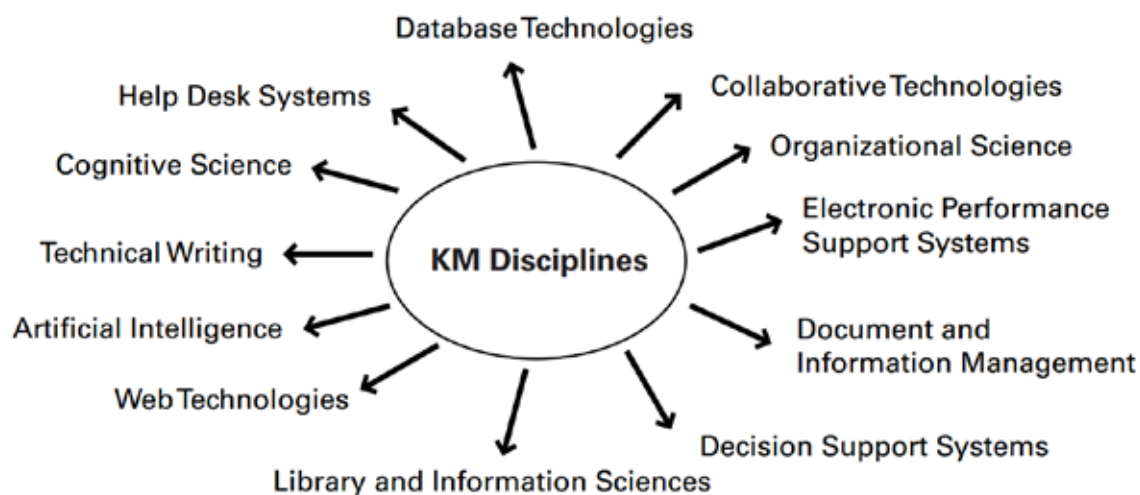 Database Technologies
Help Desk Systems
Collaborative Technologies
Cognitive Science
Organizational Science
Electronic Performance
Support Systems
Technical Writing
KM Disciplines
Artificial Intelligence
Document and
Information Management
Web Technologies
Decision Support Systems
Library and Information Sciences